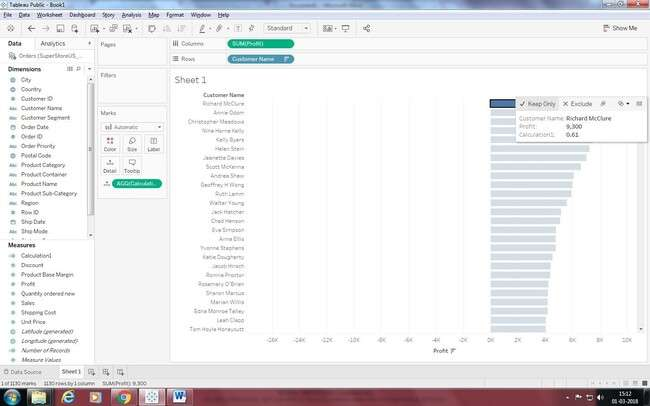 Tableau Public - Book1
File Data Worksheet Dashboard Story Analysis Map Format Window Help
Standard
Show Me
Data Analytics
Orders (SuperStoreUS_
Dimensions
City
Country
Customer ID
Customer Name
Customer Segment
Order Date
Order ID
Order Priority
Postal Code
Product Category
Product Container
Product Name
Product Sub-Category
Region
Row ID
Ship Date
Ship Mode
Measures
Calculation1
Discount
Product Base Margin
Profit
Quantity ordered new
Sales
Shipping Cost
Unit Price
Latitude (generated)
Longitude (generated)
Number of Records
Measure Values
Pages
Filters
Marks
Automatic
Color Size Label
Detail Tooltip
AGG(Calculati..
Columns SUM(Profit)
Rows Customer Name
Sheet 1
Customer Name
Richard McClure
Annie Odom
Christopher Meadows
Nina Horne Kelly
Kelly Byers
Helen Stein
Jeanette Davies
Scott McKenna
Andrea Shaw
Geoffrey H Wong
Ruth Lamm
Walter Young
Jack Hatcher
Chad Henson
Eva Simpson
Anne Ellis
Yvonne Stephens
Katie Dougherty
Jacob Hirsch
Ronnie Proctor
Rosemary O'Brien
Sharon Marcus
Marian Willis
Edna Monroe Talley
Leah Clapp
Tom Hoyle Honeycutt
Keep Only Exclude
Customer Name: Richard McClure
Profit: 9,300
Calculation1: 0.61
-16K -14K -12K -10K -8K -6K -4K -2K 0K 2K 4K 6K 8K 10K
Profit
Data Source Sheet 1
1 of 1130 marks 1130 rows by 1 column SUM(Profit): 9,300
15:12
01-03-2018